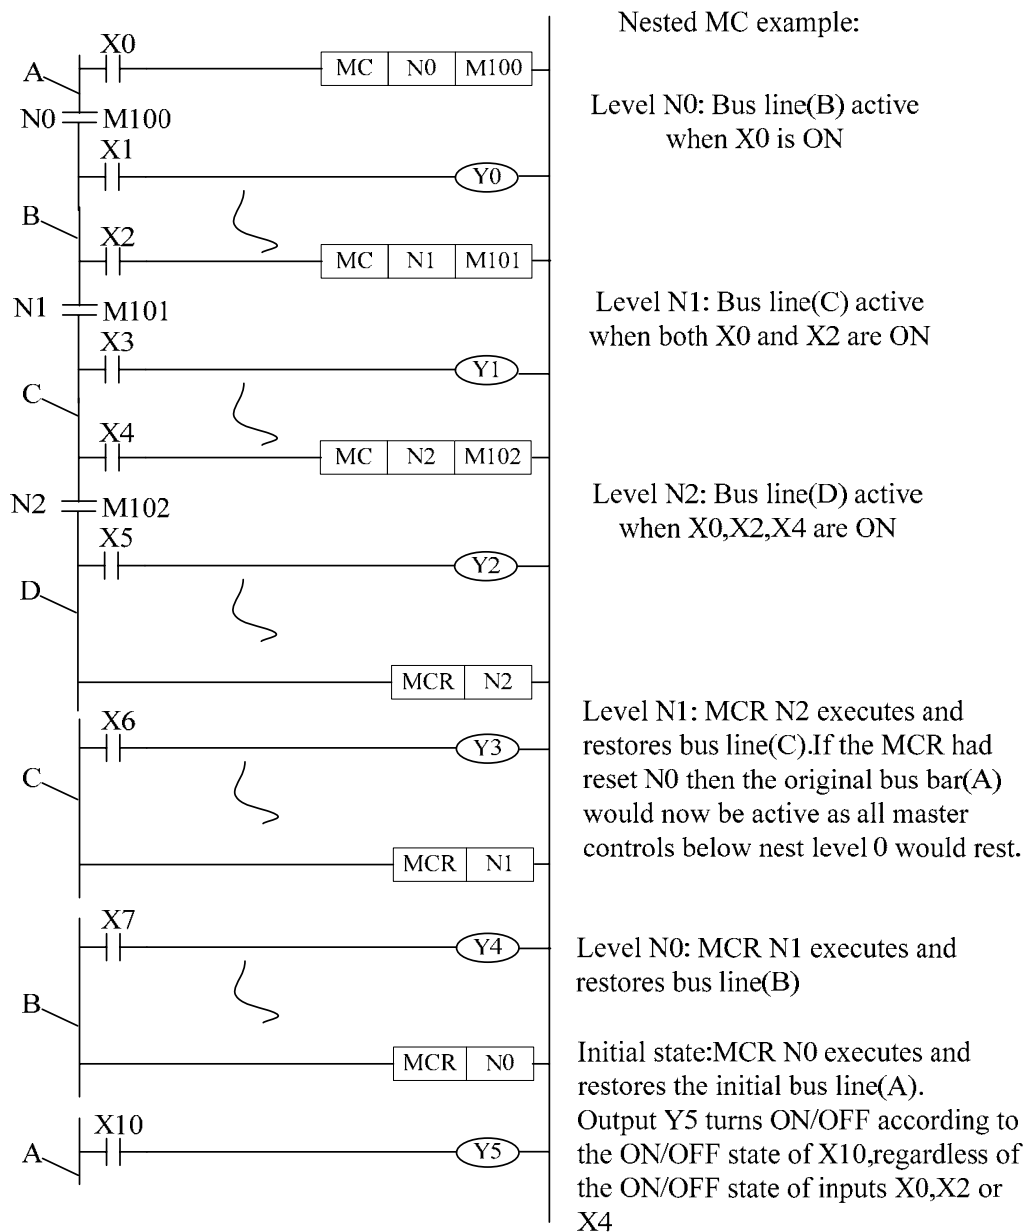 Nested MC example:
X0
MC N0 M100
A
Level N0: Bus line(B) active
when X0 is ON
N0 M100
X1
Y0
B
X2
MC N1 M101
N1 M101
Level N1: Bus line(C) active
when both X0 and X2 are ON
X3
Y1
C
X4
MC N2 M102
N2 M102
Level N2: Bus line(D) active
when X0,X2,X4 are ON
X5
Y2
D
MCR N2
X6
Y3
C
Level N1: MCR N2 executes and
restores bus line(C).If the MCR had
reset N0 then the original bus bar(A)
would now be active as all master
controls below nest level 0 would rest.
MCR N1
X7
Y4
Level N0: MCR N1 executes and
restores bus line(B)
B
MCR N0
Initial state:MCR N0 executes and
restores the initial bus line(A).
Output Y5 turns ON/OFF according to
the ON/OFF state of X10,regardless of
the ON/OFF state of inputs X0,X2 or
X4
X10
A
Y5